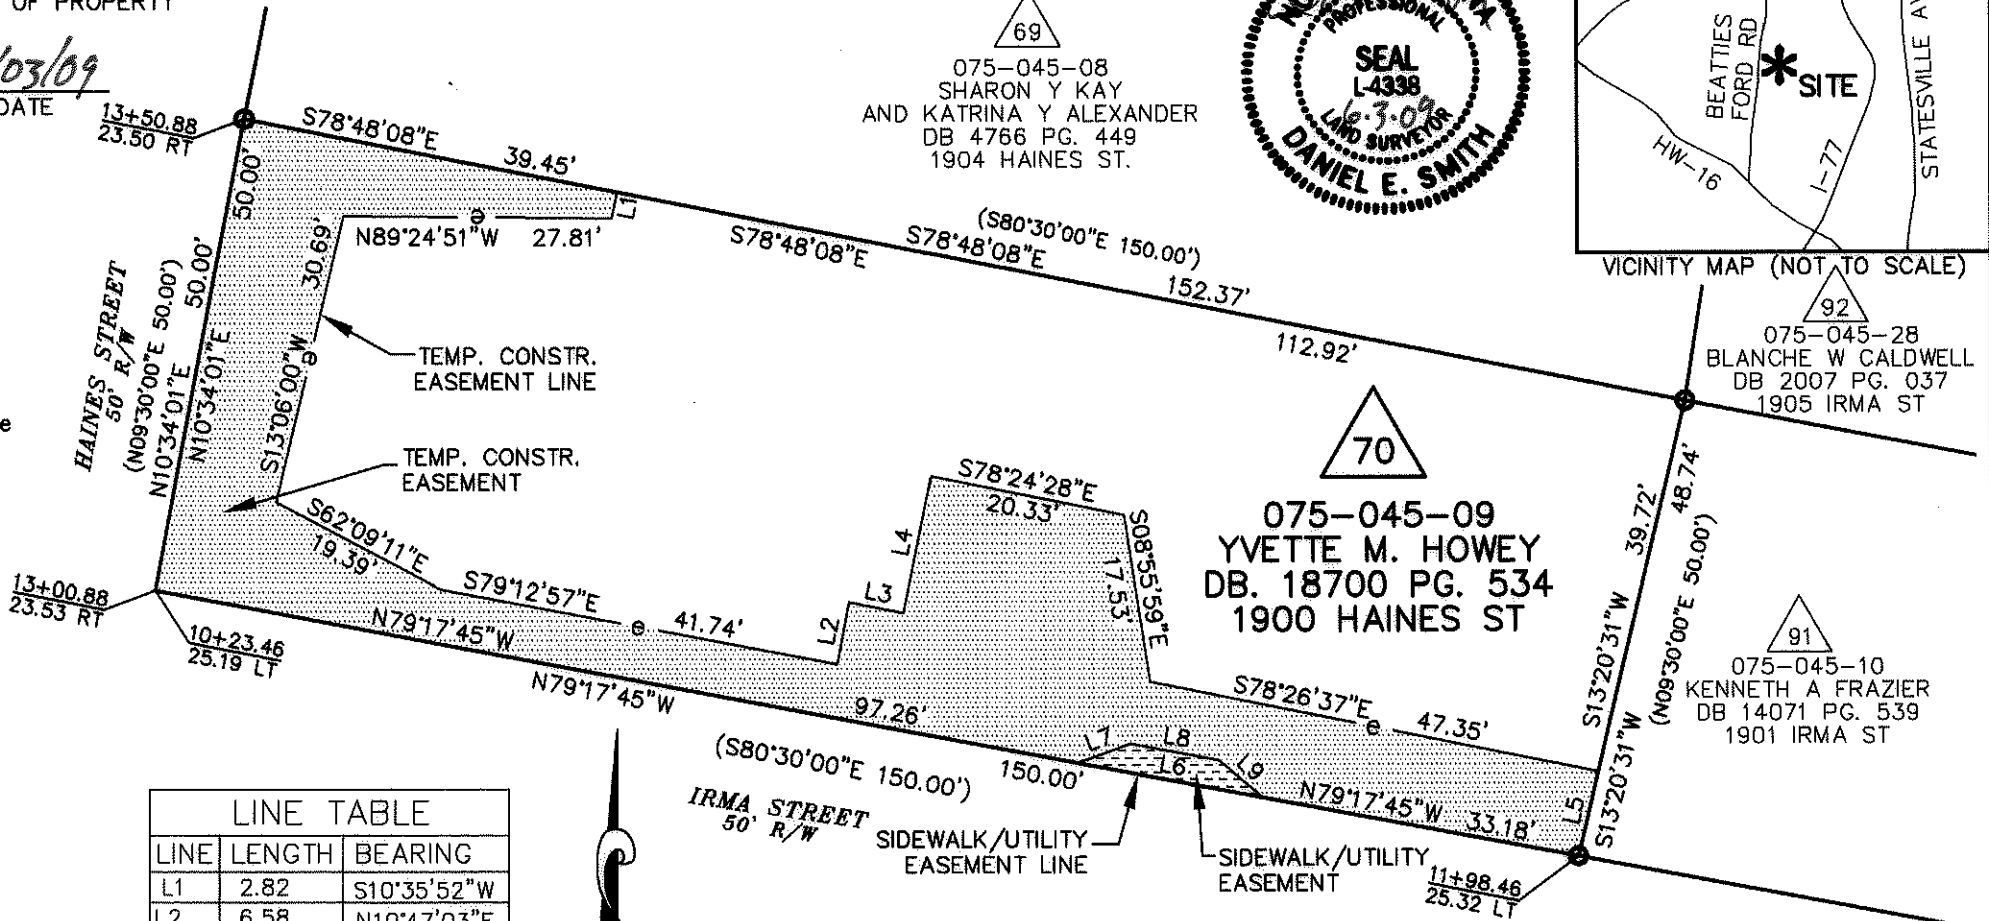 OF PROPERTY
/03/09
DATE
13+50.88
23.50 RT
S78°48'08"E
39.45'
50.00'
69
075-045-08
SHARON Y KAY
AND KATRINA Y ALEXANDER
DB 4766 PG. 449
1904 HAINES ST.
PROFESSIONAL
SEAL
L-4338
6-3-09
LAND SURVEYOR
DANIEL E. SMITH
BEATTIES
FORD RD
SITE
STATESVILLE
HW-16
I-77
VICINITY MAP (NOT TO SCALE)
92
075-045-28
BLANCHE W CALDWELL
DB 2007 PG. 037
1905 IRMA ST
L1
N89°24'51"W 27.81'
30.69'
S13°06'00"W
e
e
S78°48'08"E
S78°48'08"E
(S80°30'00"E 150.00')
152.37'
112.92'
HAINES STREET
50' R/W
(N09°30'00"E 50.00')
N10°34'01"E 50.00'
N10°34'01"E
TEMP. CONSTR.
EASEMENT LINE
TEMP. CONSTR.
EASEMENT
e
S62°09'11"E
19.39'
S79°12'57"E
e
41.74'
L2
L3
L4
S78°24'28"E
20.33'
S08°55'59"E
17.53'
70
075-045-09
YVETTE M. HOWEY
DB. 18700 PG. 534
1900 HAINES ST
39.72'
48.74'
S13°20'31"W
S13°20'31"W
(N09°30'00"E 50.00')
91
075-045-10
KENNETH A FRAZIER
DB 14071 PG. 539
1901 IRMA ST
13+00.88
23.53 RT
10+23.46
25.19 LT
N79°17'45"W
N79°17'45"W
97.26'
(S80°30'00"E 150.00')
150.00'
S78°26'37"E
e
47.35'
L7
L8
L6
L9
N79°17'45"W
33.18'
L5
IRMA STREET
50' R/W
SIDEWALK/UTILITY
EASEMENT LINE
SIDEWALK/UTILITY
EASEMENT
11+98.46
25.32 LT
LINE TABLE
LINE LENGTH BEARING
L1 2.82 S10°35'52"W
L2 6.58 N10°47'03"E